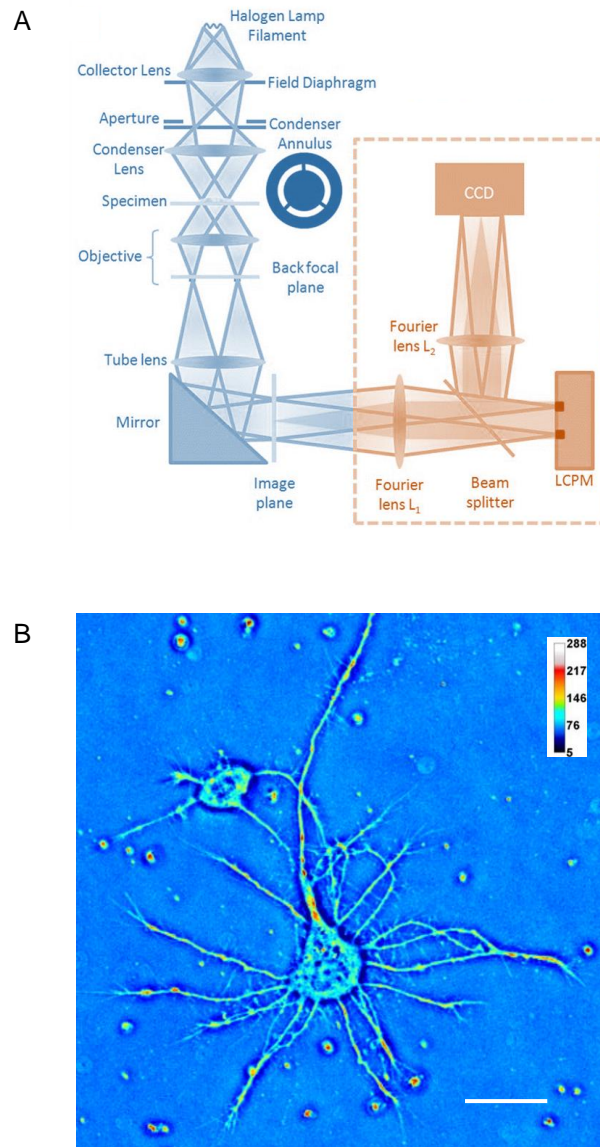 A
Halogen Lamp
Filament
Collector Lens
Field Diaphragm
Aperture
Condenser
Annulus
Condenser
Lens
Specimen
Objective
Back focal
plane
Tube lens
Mirror
Image
plane
CCD
Fourier
lens L₂
Fourier
lens L₁
Beam
splitter
LCPM
B
288
217
146
76
5